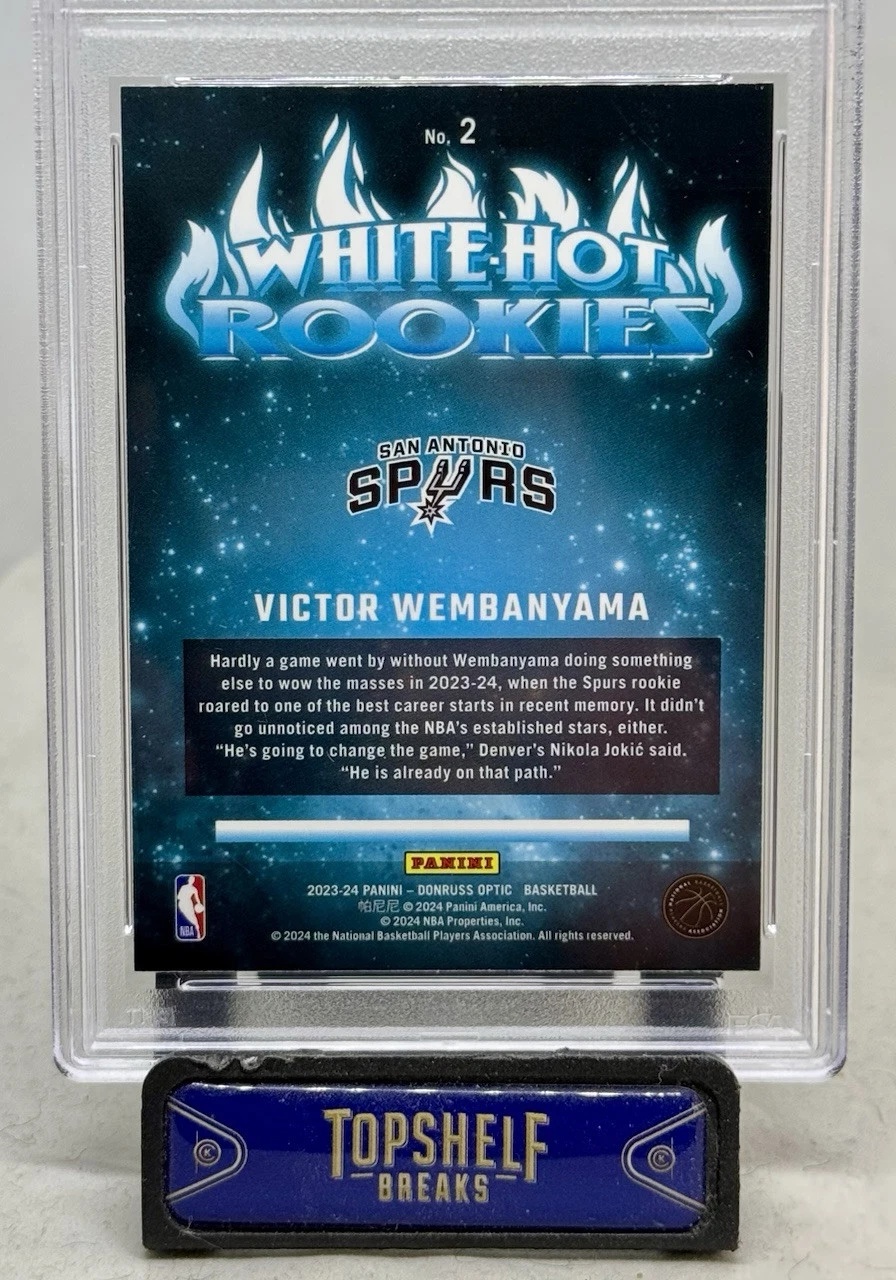 No. 2
WHITE-HOT
ROOKIES
SAN ANTONIO
SPURS
VICTOR WEMBANYAMA
Hardly a game went by without Wembanyama doing something
else to wow the masses in 2023-24, when the Spurs rookie
roared to one of the best career starts in recent memory. It didn't
go unnoticed among the NBA's established stars, either.
“He's going to change the game,” Denver's Nikola Jokić said.
“He is already on that path.”
PANINI
2023-24 PANINI – DONRUSS OPTIC BASKETBALL
帕尼尼 © 2024 Panini America, Inc.
© 2024 NBA Properties, Inc.
© 2024 the National Basketball Players Association. All rights reserved.
NBA
NATIONAL BASKETBALL
PLAYERS ASSOCIATION
TOPSHELF
BREAKS